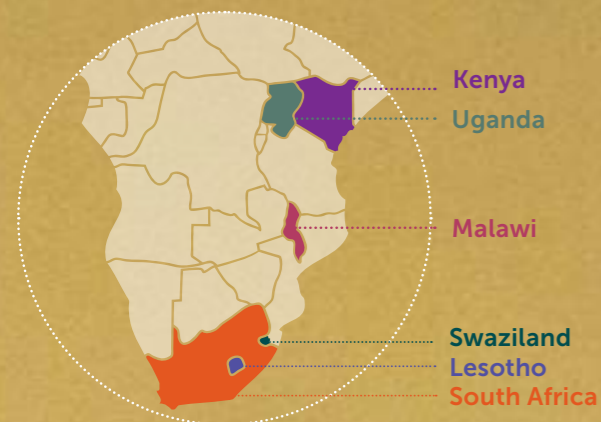 Kenya
Uganda
Malawi
Swaziland
Lesotho
South Africa